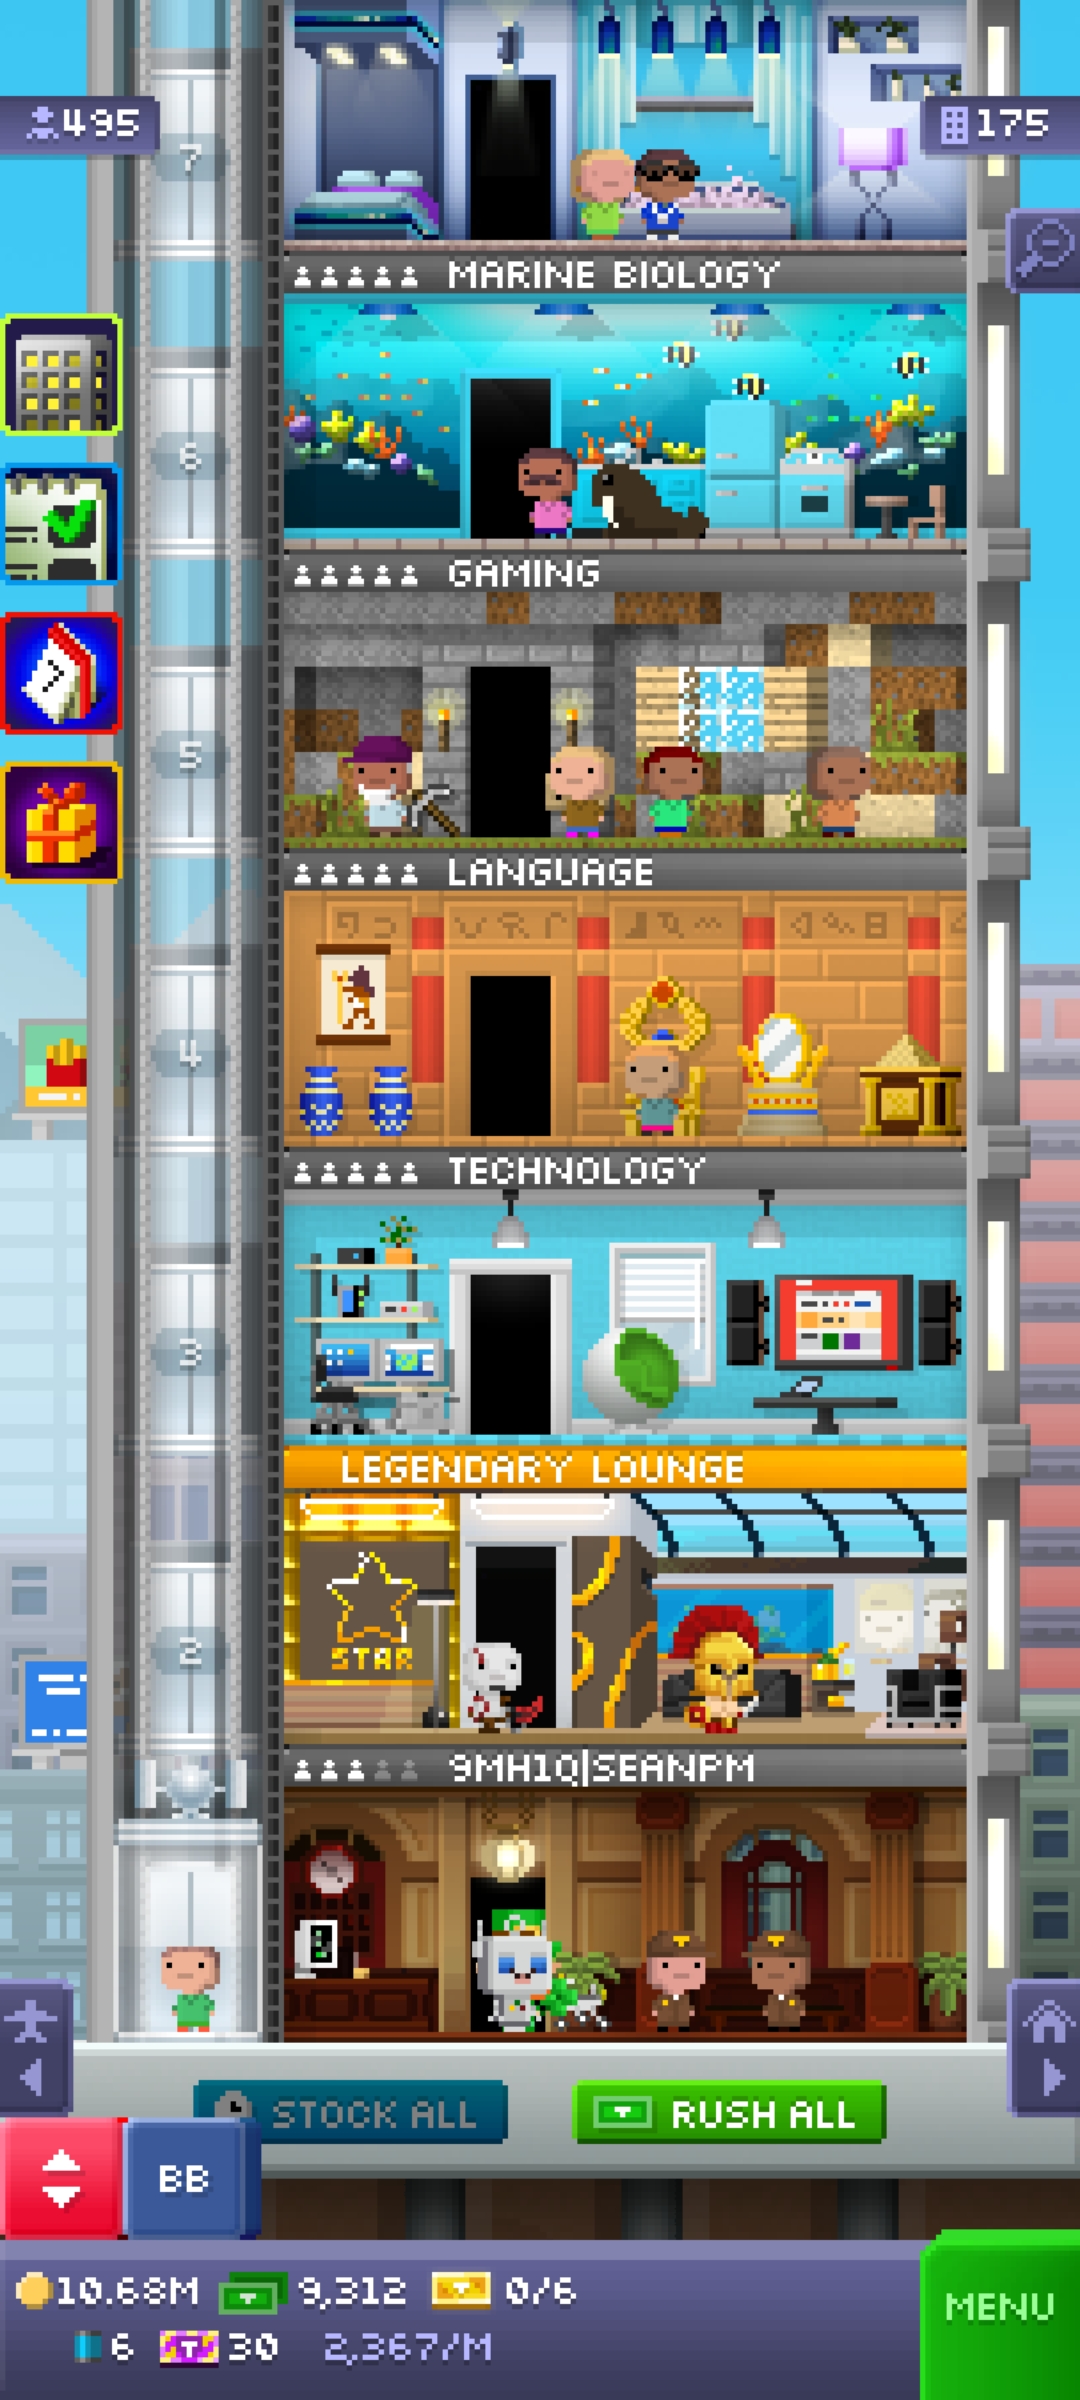 495
175
7
MARINE BIOLOGY
6
GAMING
5
LANGUAGE
4
TECHNOLOGY
3
LEGENDARY LOUNGE
STAR
2
9MH1Q|SEANPM
STOCK ALL
RUSH ALL
BB
10.68M 9,312 0/6
6 30 2,367/M
MENU